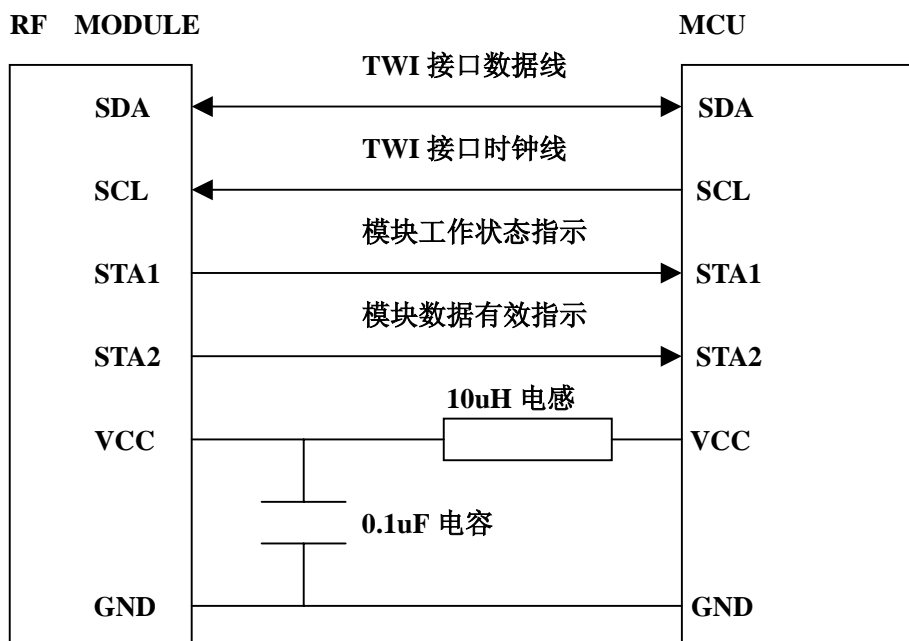 RF MODULE MCU
TWI 接口数据线
SDA SDA
TWI 接口时钟线
SCL SCL
模块工作状态指示
STA1 STA1
模块数据有效指示
STA2 STA2
10uH 电感
VCC VCC
0.1uF 电容
GND GND